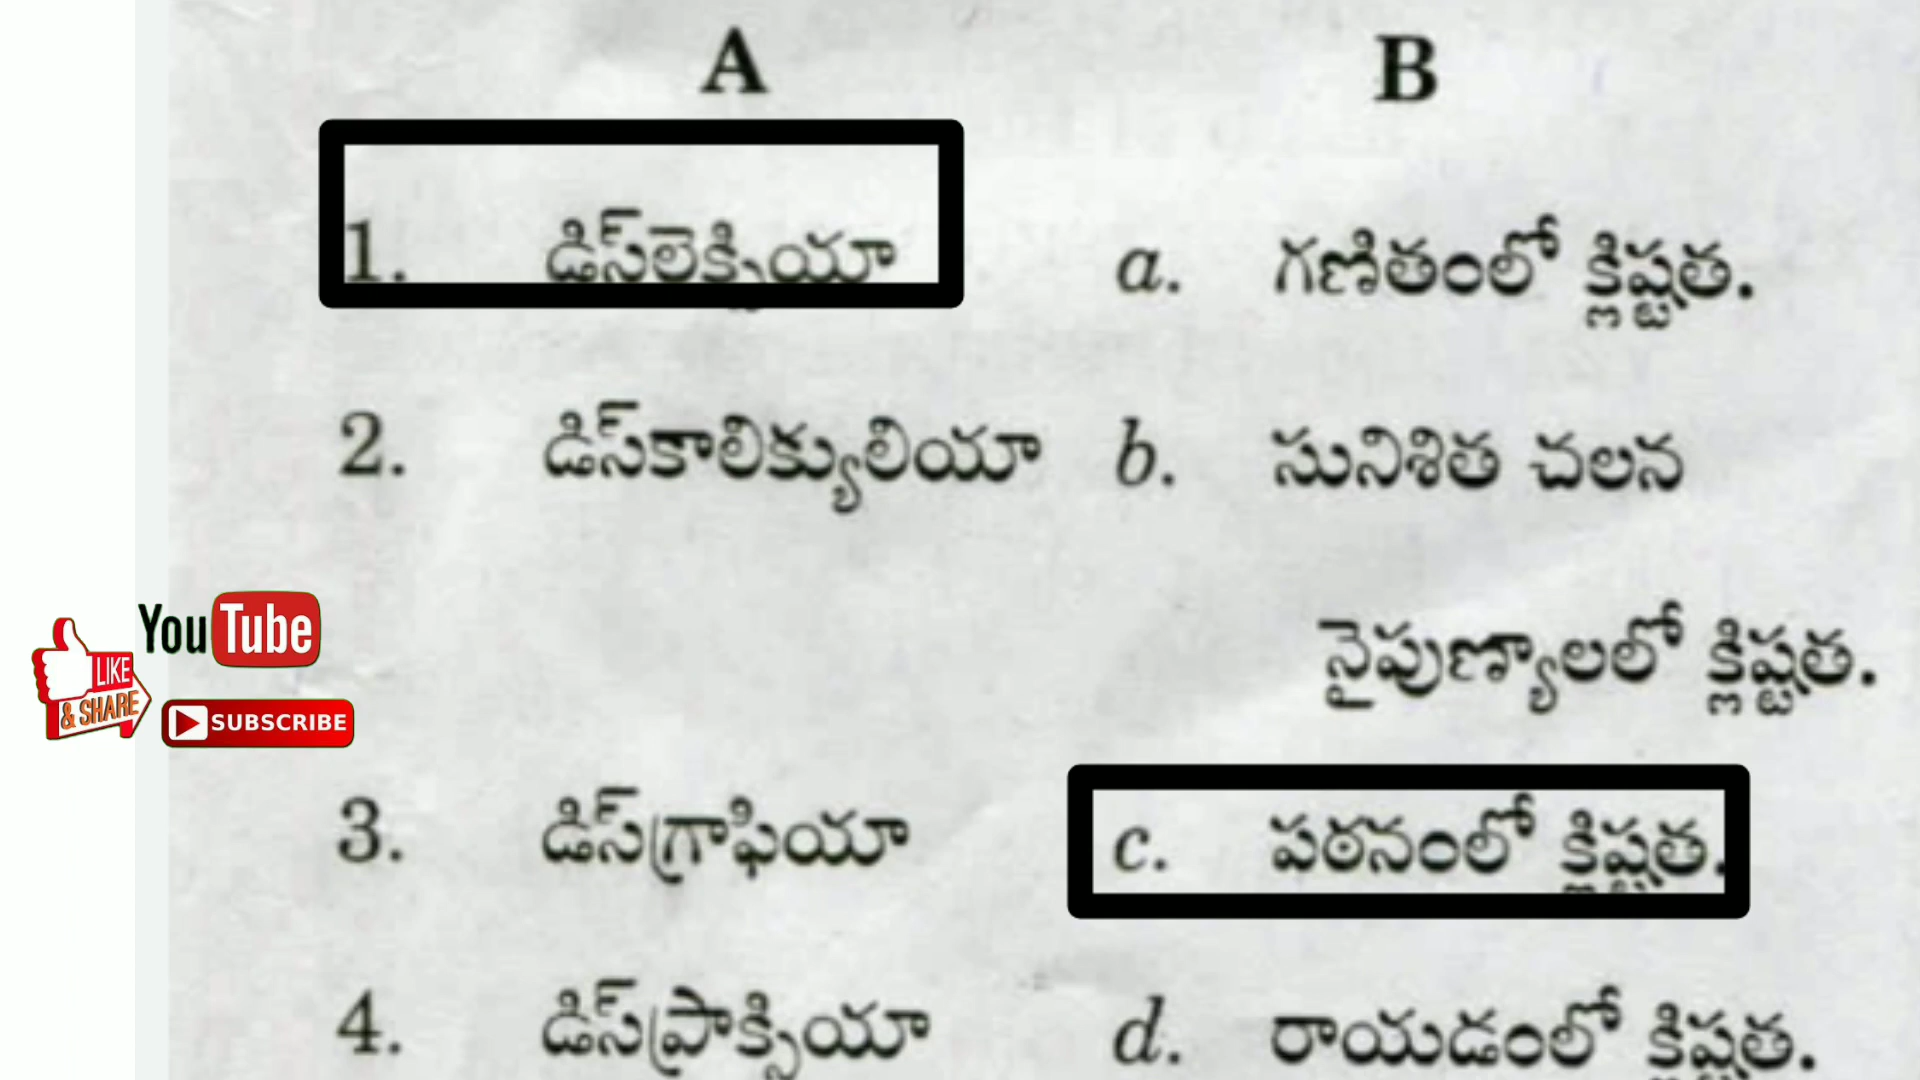 A B
1. డిస్‌లెక్సియా a. గణితంలో క్లిష్టత.
2. డిస్‌కాలిక్యులియా b. సునిశిత చలన
నైపుణ్యాలలో క్లిష్టత.
YouTube
LIKE
& SHARE
SUBSCRIBE
3. డిస్‌గ్రాఫియా c. పఠనంలో క్లిష్టత.
4. డిస్‌ప్రాక్సియా d. రాయడంలో క్లిష్టత.